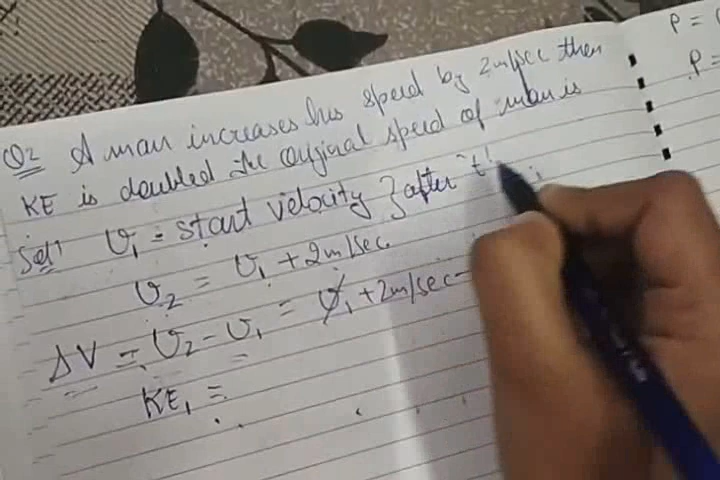 Q2 A man increases his speed by 2m/sec then
KE is doubled the original speed of man is
Sol¹ v₁ = start velocity } after 't'
v₂ = v₁ + 2m/sec.
ΔV = v₂ - v₁ = v₁ + 2m/sec -
KE₁ =
P =
P =